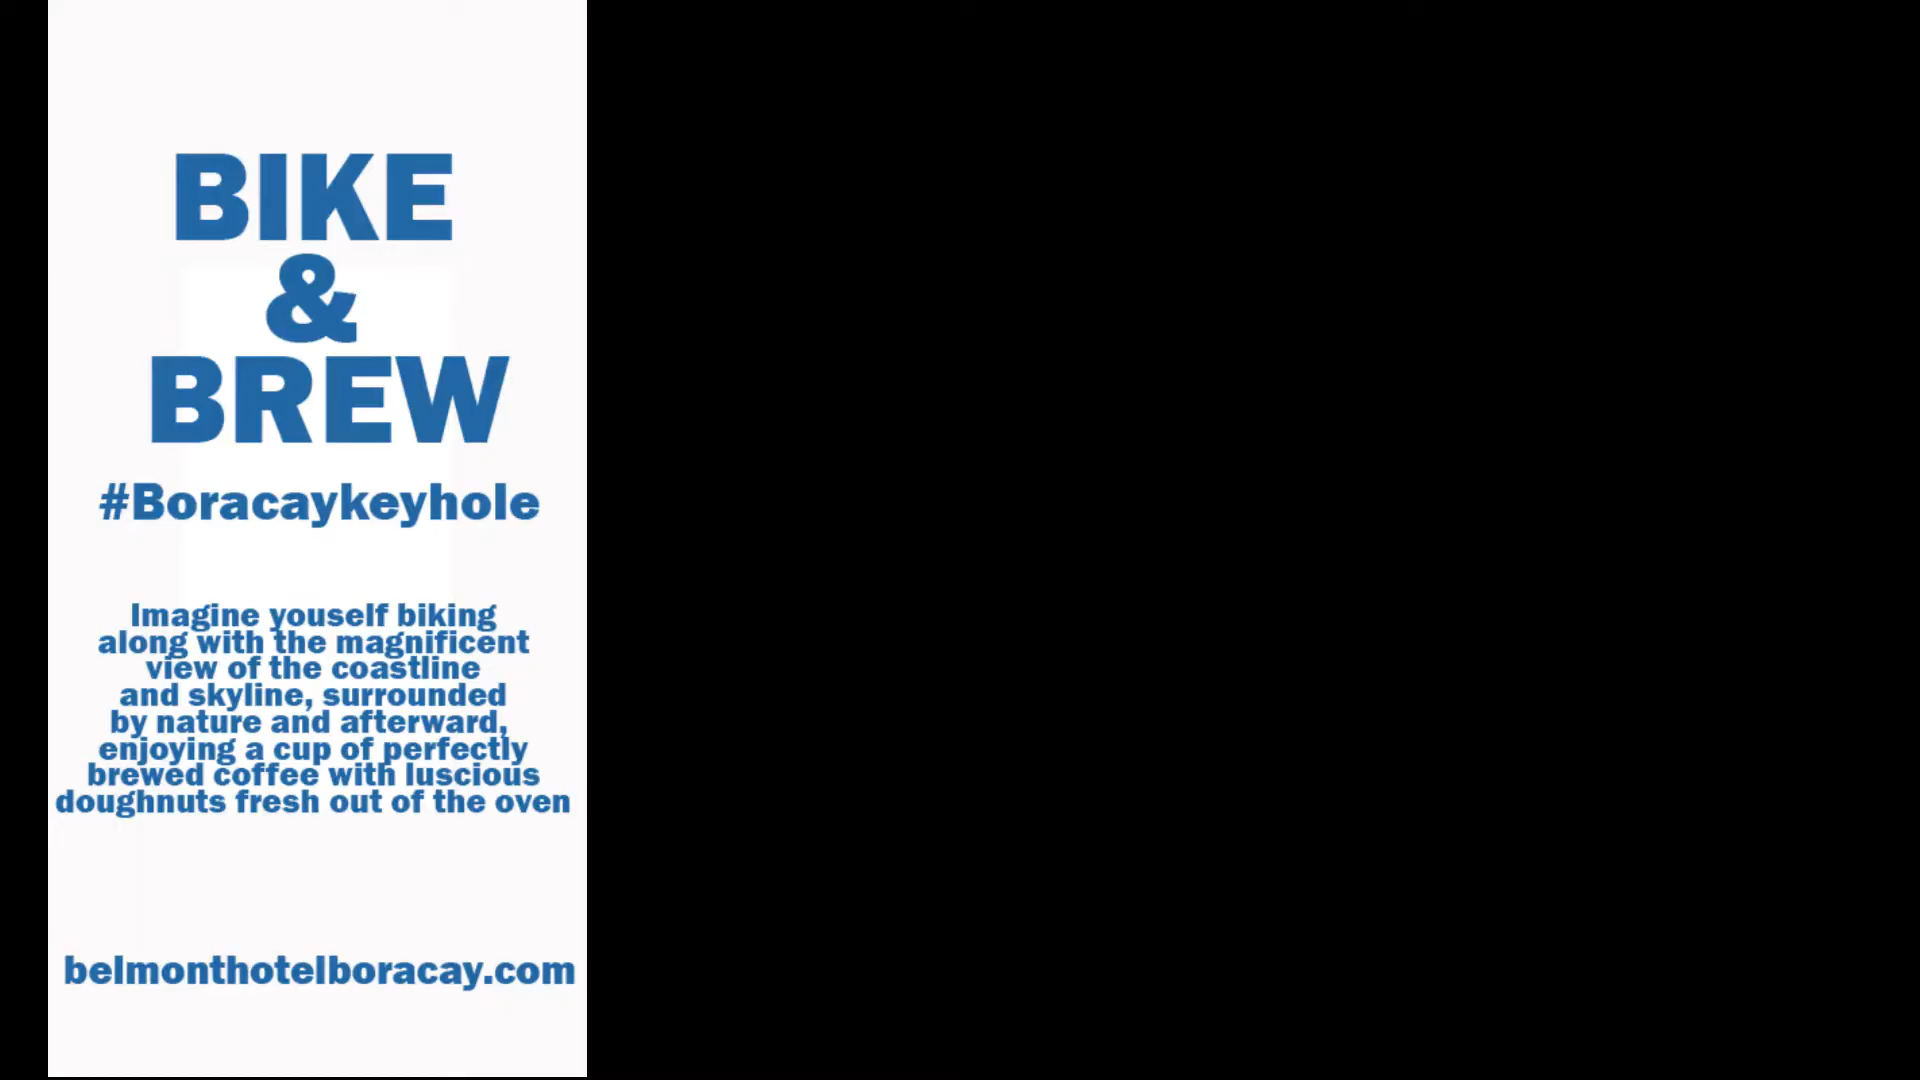 BIKE
&
BREW
#Boracaykeyhole
Imagine youself biking
along with the magnificent
view of the coastline
and skyline, surrounded
by nature and afterward,
enjoying a cup of perfectly
brewed coffee with luscious
doughnuts fresh out of the oven
belmonthotelboracay.com